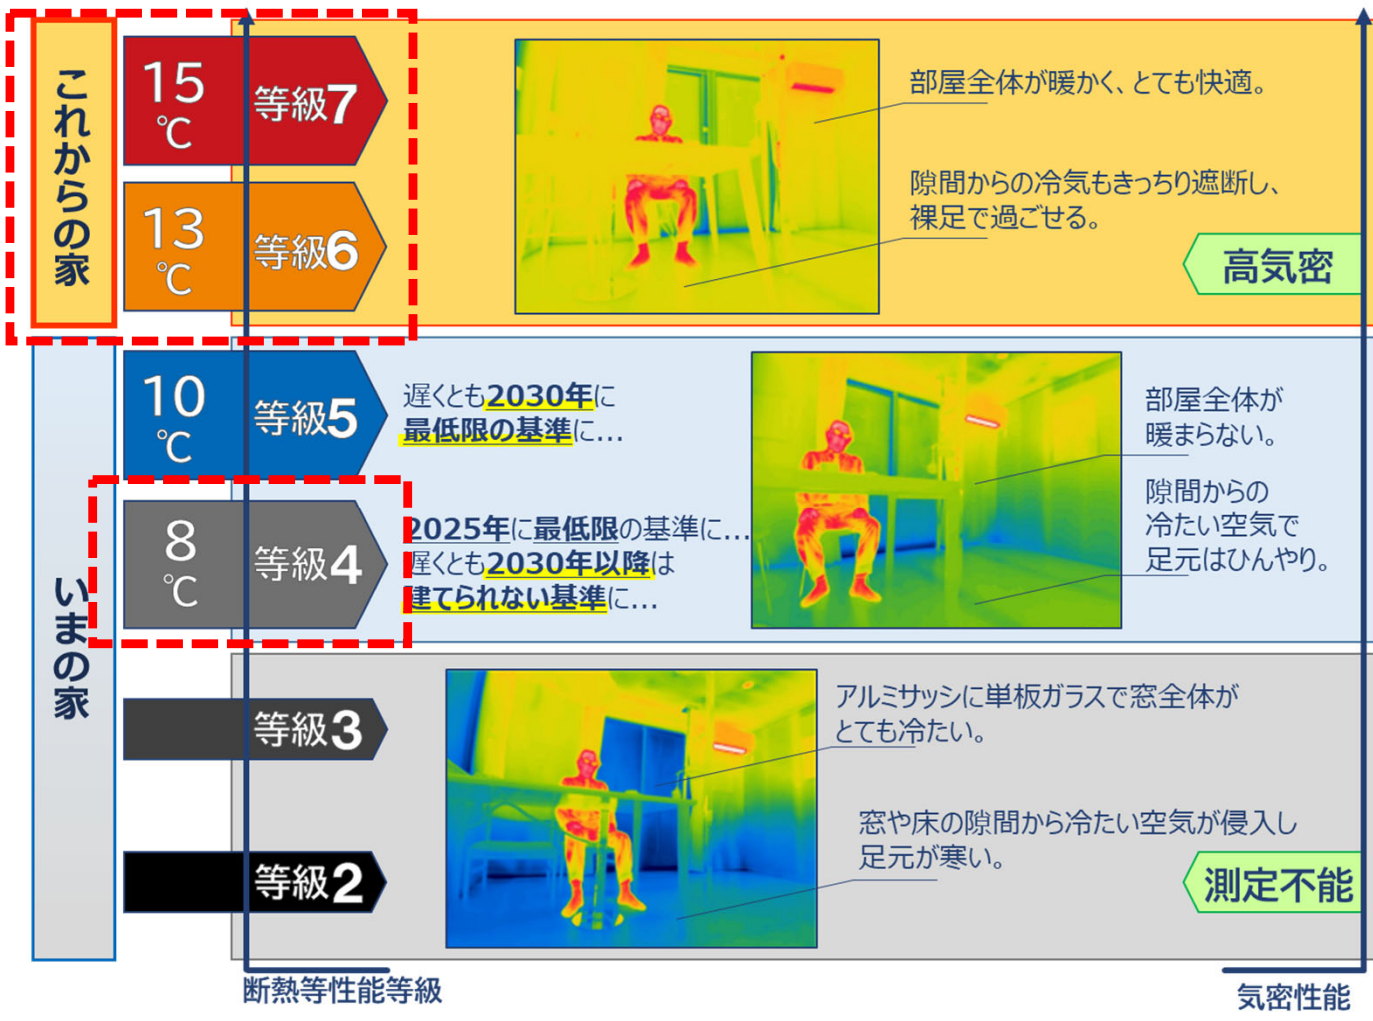 これからの家
15
℃
等級7
部屋全体が暖かく、とても快適。
隙間からの冷気もきっちり遮断し、
裸足で過ごせる。
13
℃
等級6
高気密
いまの家
10
℃
等級5
遅くとも2030年に
最低限の基準に…
部屋全体が
暖まらない。
隙間からの
冷たい空気で
足元はひんやり。
8
℃
等級4
2025年に最低限の基準に…
遅くとも2030年以降は
建てられない基準に…
等級3
アルミサッシに単板ガラスで窓全体が
とても冷たい。
窓や床の隙間から冷たい空気が侵入し
足元が寒い。
等級2
測定不能
断熱等性能等級
気密性能